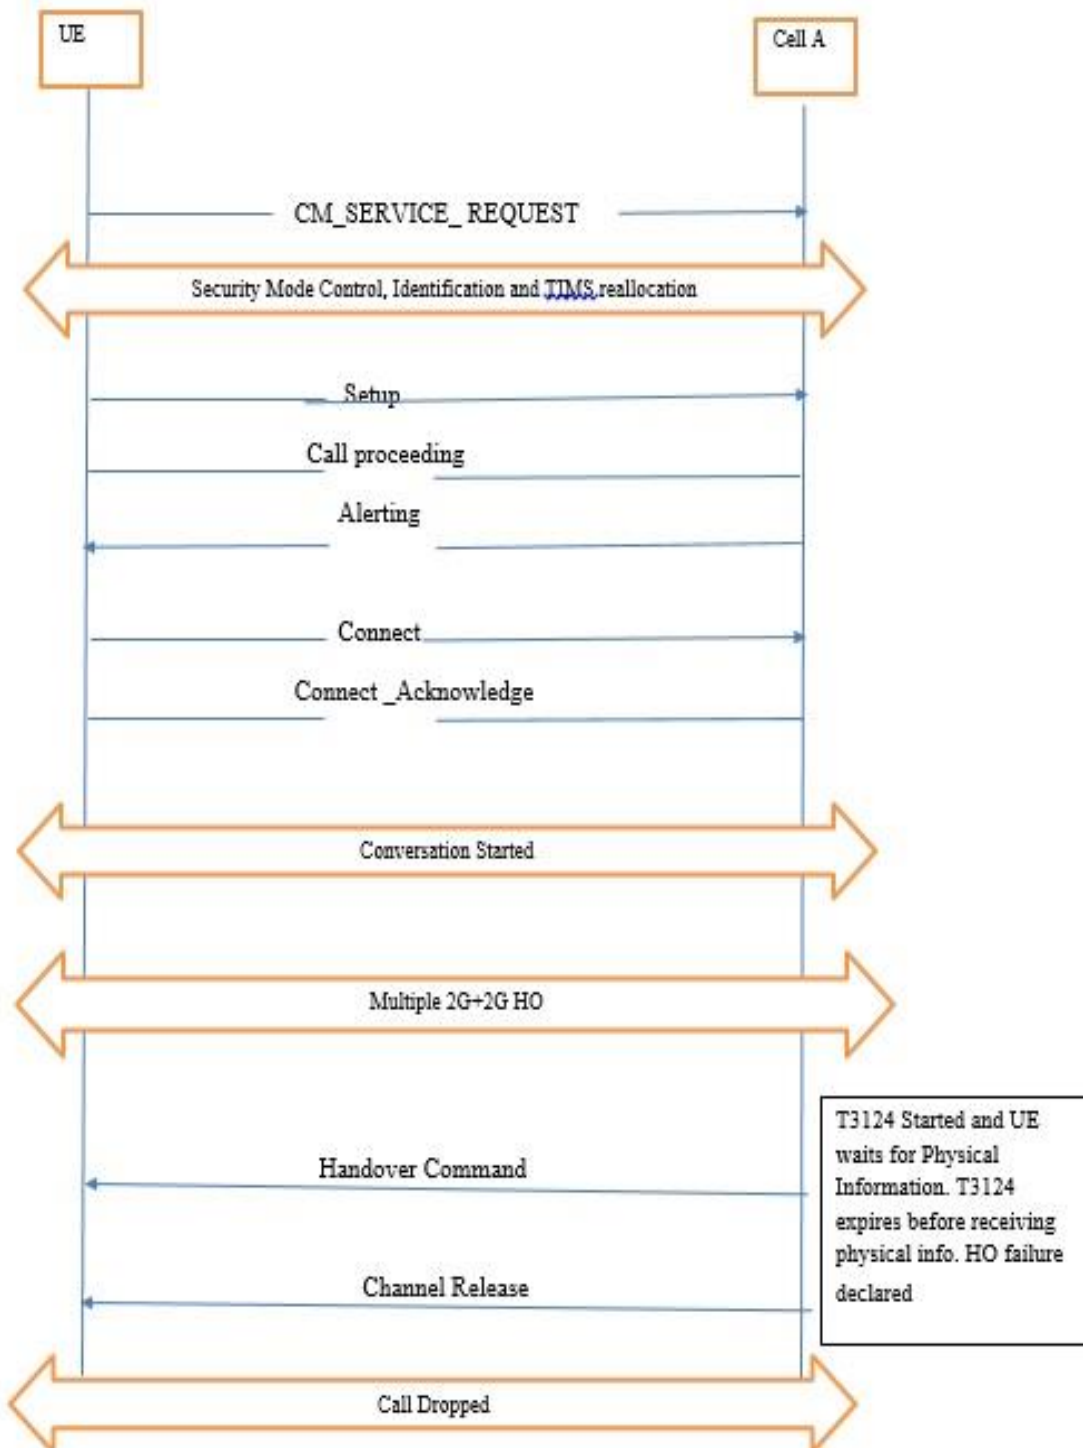 UE
Cell A
CM_SERVICE_ REQUEST
Security Mode Control, Identification and TIMS reallocation
Setup
Call proceeding
Alerting
Connect
Connect _Acknowledge
Conversation Started
Multiple 2G+2G HO
T3124 Started and UE
waits for Physical
Information. T3124
expires before receiving
physical info. HO failure
declared
Handover Command
Channel Release
Call Dropped